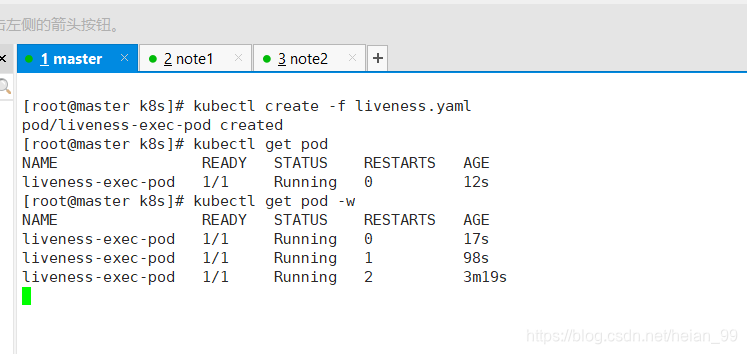 击左侧的箭头按钮。
1 master
2 note1
3 note2
[root@master k8s]# kubectl create -f liveness.yaml
pod/liveness-exec-pod created
[root@master k8s]# kubectl get pod
NAME READY STATUS RESTARTS AGE
liveness-exec-pod 1/1 Running 0 12s
[root@master k8s]# kubectl get pod -w
NAME READY STATUS RESTARTS AGE
liveness-exec-pod 1/1 Running 0 17s
liveness-exec-pod 1/1 Running 1 98s
liveness-exec-pod 1/1 Running 2 3m19s
https://blog.csdn.net/heian_99